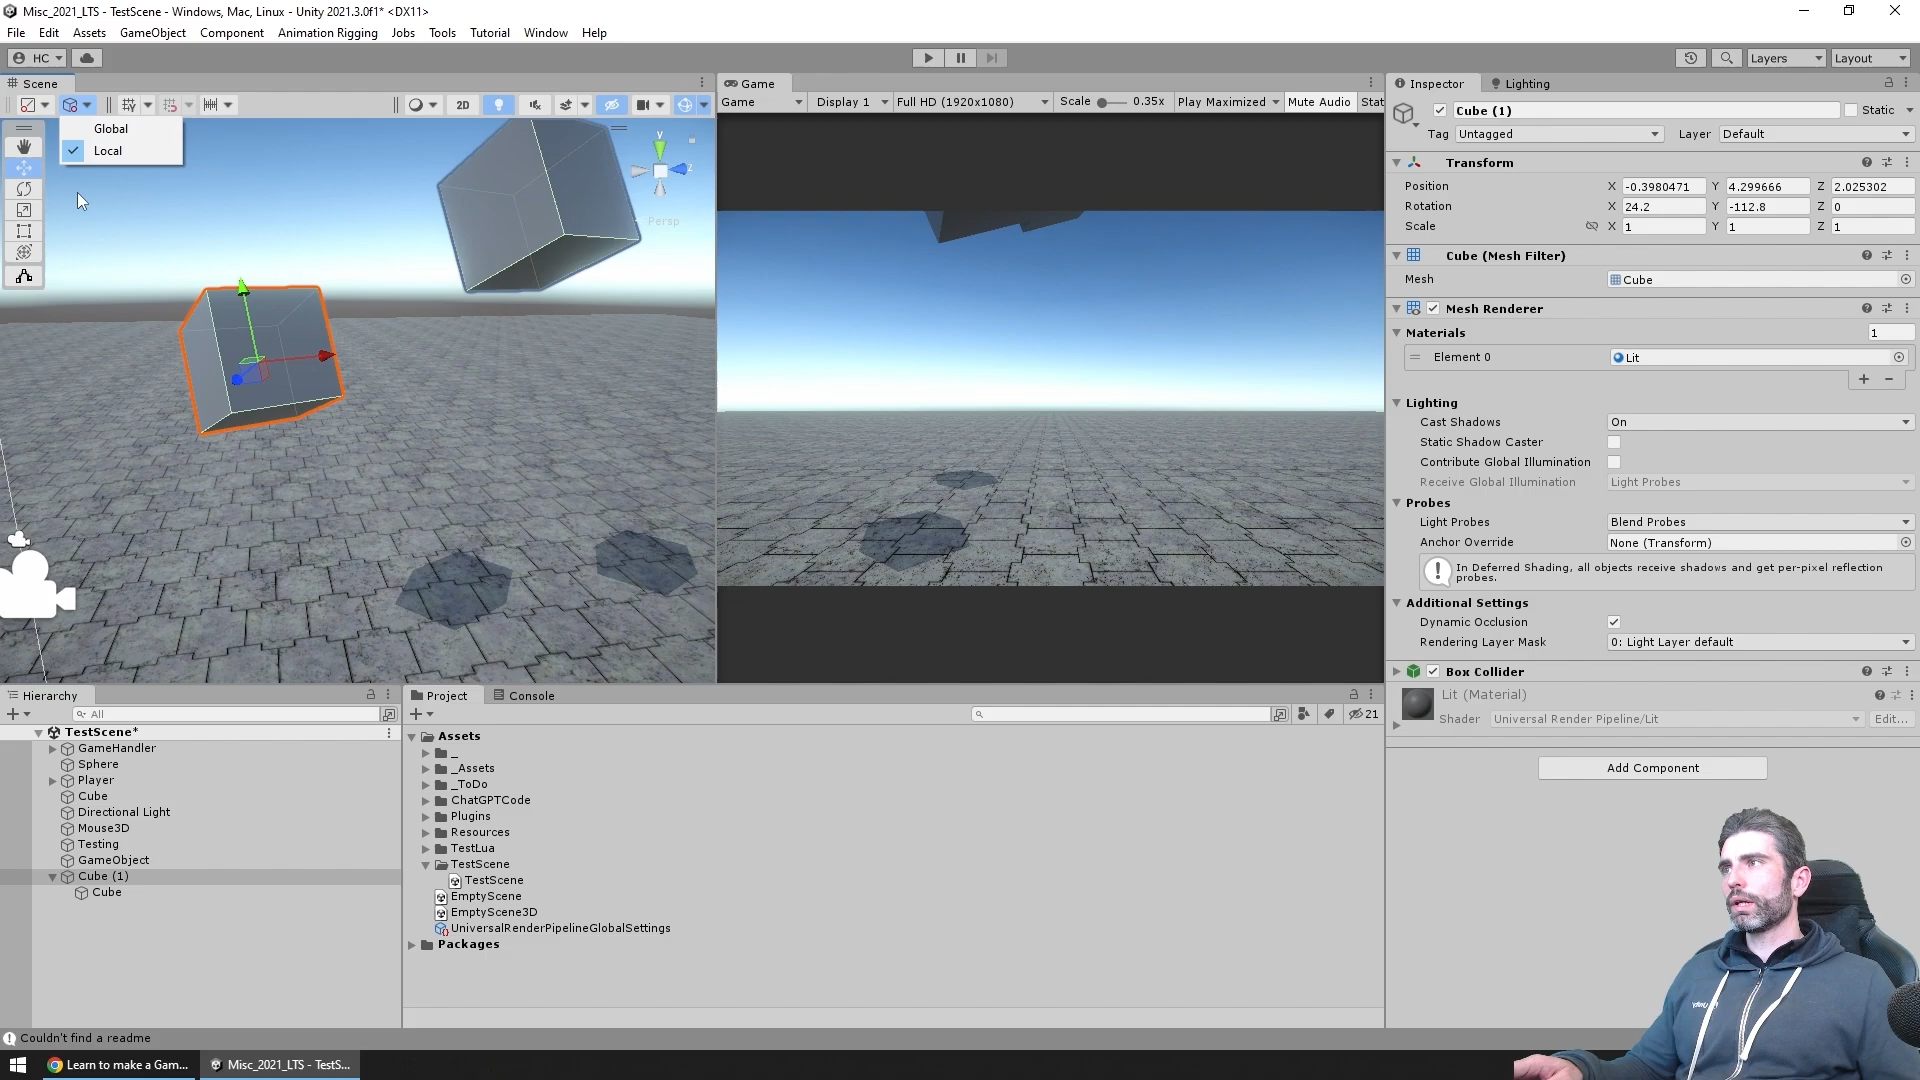 Misc_2021_LTS - TestScene - Windows, Mac, Linux - Unity 2021.3.0f1* <DX11>
File Edit Assets GameObject Component Animation Rigging Jobs Tools Tutorial Window Help
HC Layers Layout
Scene
2D
Global
Local
y
z
Persp
Game
Game Display 1 Full HD (1920x1080) Scale 0.35x Play Maximized Mute Audio Stat
Inspector Lighting
Cube (1) Static
Tag Untagged Layer Default
Transform
Position X -0.3980471 Y 4.299666 Z 2.025302
Rotation X 24.2 Y -112.8 Z 0
Scale X 1 Y 1 Z 1
Cube (Mesh Filter)
Mesh Cube
Mesh Renderer
Materials 1
Element 0 Lit
Lighting
Cast Shadows On
Static Shadow Caster
Contribute Global Illumination
Receive Global Illumination Light Probes
Probes
Light Probes Blend Probes
Anchor Override None (Transform)
In Deferred Shading, all objects receive shadows and get per-pixel reflection
probes.
Additional Settings
Dynamic Occlusion
Rendering Layer Mask 0: Light Layer default
Box Collider
Lit (Material)
Shader Universal Render Pipeline/Lit Edit...
Add Component
Hierarchy
All
TestScene*
GameHandler
Sphere
Player
Cube
Directional Light
Mouse3D
Testing
GameObject
Cube (1)
Cube
Project Console
21
Assets
_
_Assets
_ToDo
ChatGPTCode
Plugins
Resources
TestLua
TestScene
TestScene
EmptyScene
EmptyScene3D
UniversalRenderPipelineGlobalSettings
Packages
Couldn't find a readme
Learn to make a Gam... Misc_2021_LTS - TestS...